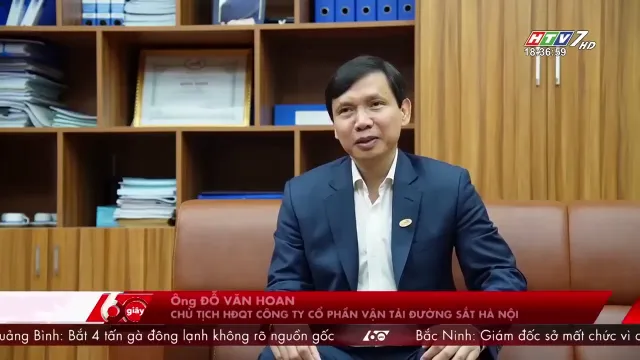 HTV7 HD
18:36:59
60 giây
Ông ĐỖ VĂN HOAN
CHỦ TỊCH HĐQT CÔNG TY CỔ PHẦN VẬN TẢI ĐƯỜNG SẮT HÀ NỘI
uảng Bình: Bắt 4 tấn gà đông lạnh không rõ nguồn gốc 60 Bắc Ninh: Giám đốc sở mất chức vì d